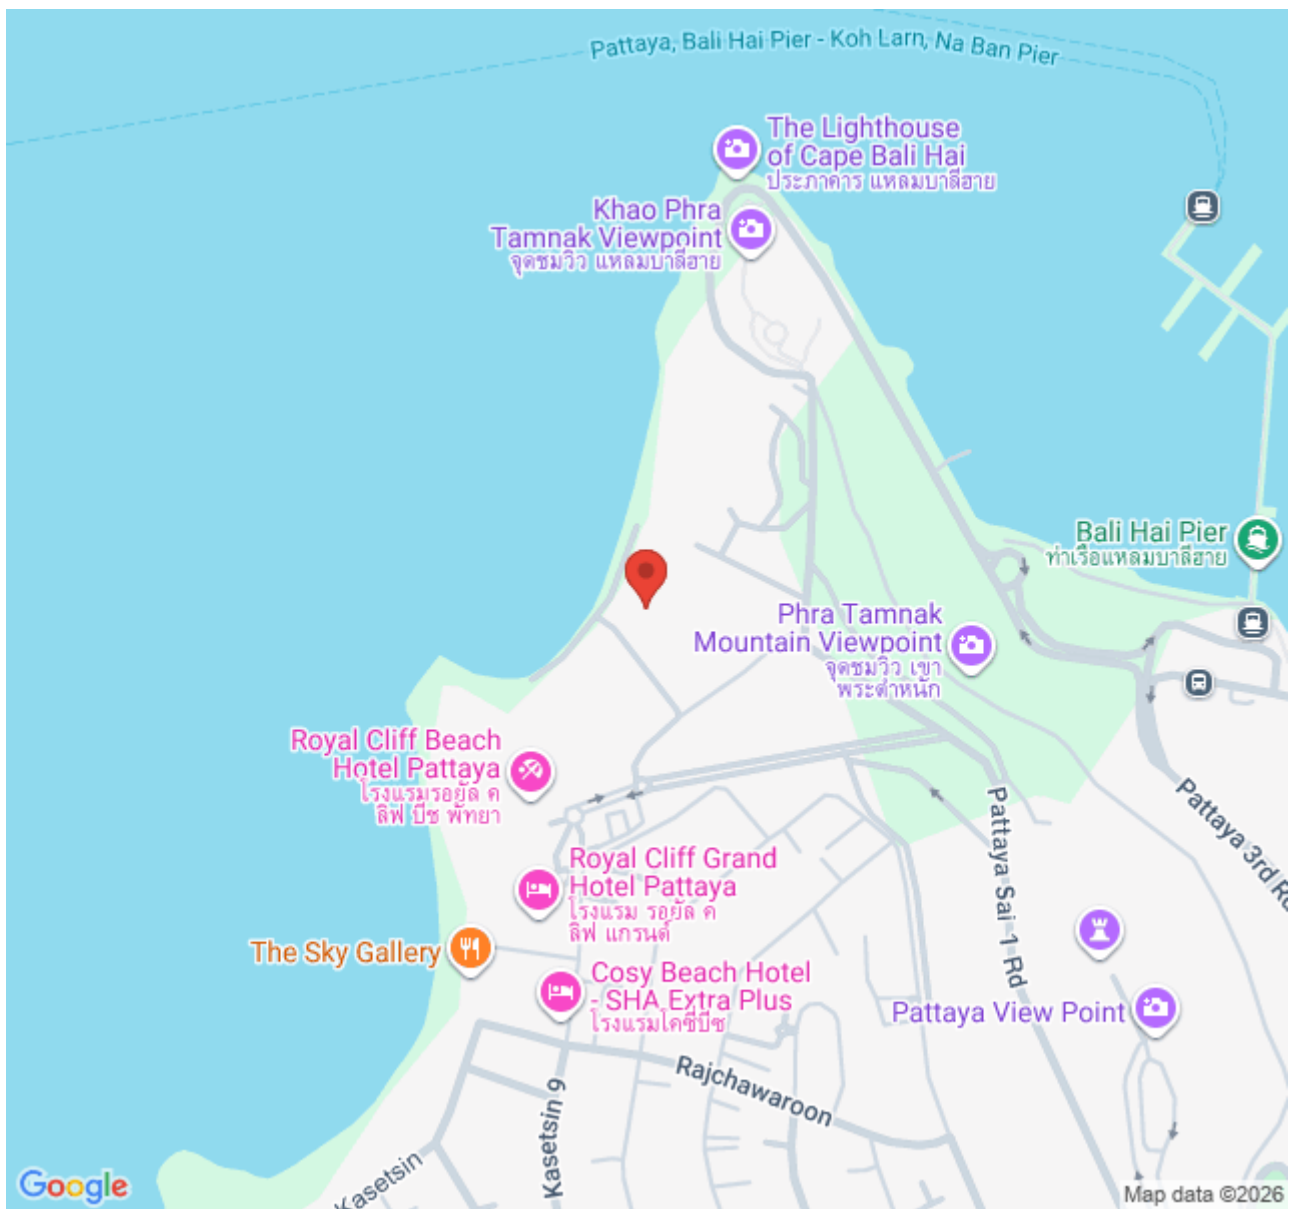 Pattaya, Bali Hai Pier - Koh Larn, Na Ban Pier
The Lighthouse
of Cape Bali Hai
ประภาคาร แหลมบาลีฮาย
Khao Phra
Tamnak Viewpoint
จุดชมวิว แหลมบาลีฮาย
Bali Hai Pier
ท่าเรือแหลมบาลีฮาย
Phra Tamnak
Mountain Viewpoint
จุดชมวิว เขา
พระตำหนัก
Royal Cliff Beach
Hotel Pattaya
โรงแรมรอยัล ค
ลิฟ บีช พัทยา
Pattaya Sai 1 Rd
Pattaya 3rd Rd
Royal Cliff Grand
Hotel Pattaya
โรงแรม รอยัล ค
ลิฟ แกรนด์
The Sky Gallery
Cosy Beach Hotel
- SHA Extra Plus
โรงแรมโคซี่บีช
Pattaya View Point
Rajchawaroon
Kasetsin 9
Kasetsin
Google
Map data ©2026